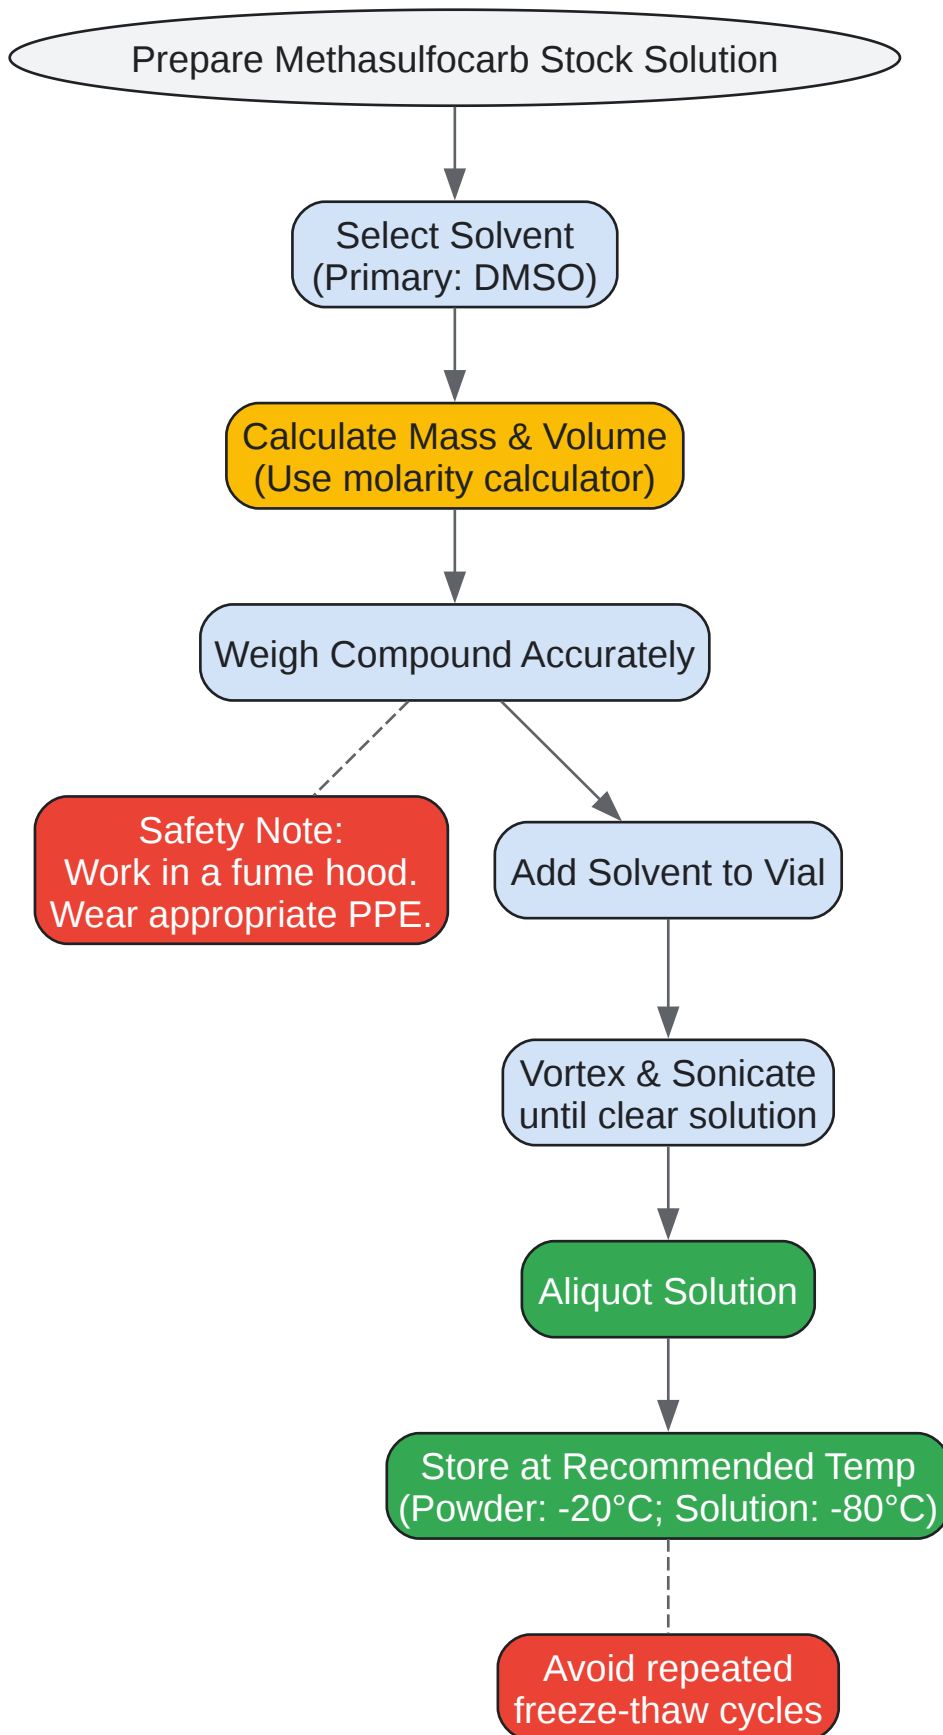 Prepare Methasulfocarb Stock Solution
Select Solvent
(Primary: DMSO)
Calculate Mass & Volume
(Use molarity calculator)
Weigh Compound Accurately
Safety Note:
Work in a fume hood.
Wear appropriate PPE.
Add Solvent to Vial
Vortex & Sonicate
until clear solution
Aliquot Solution
Store at Recommended Temp
(Powder: -20°C; Solution: -80°C)
Avoid repeated
freeze-thaw cycles